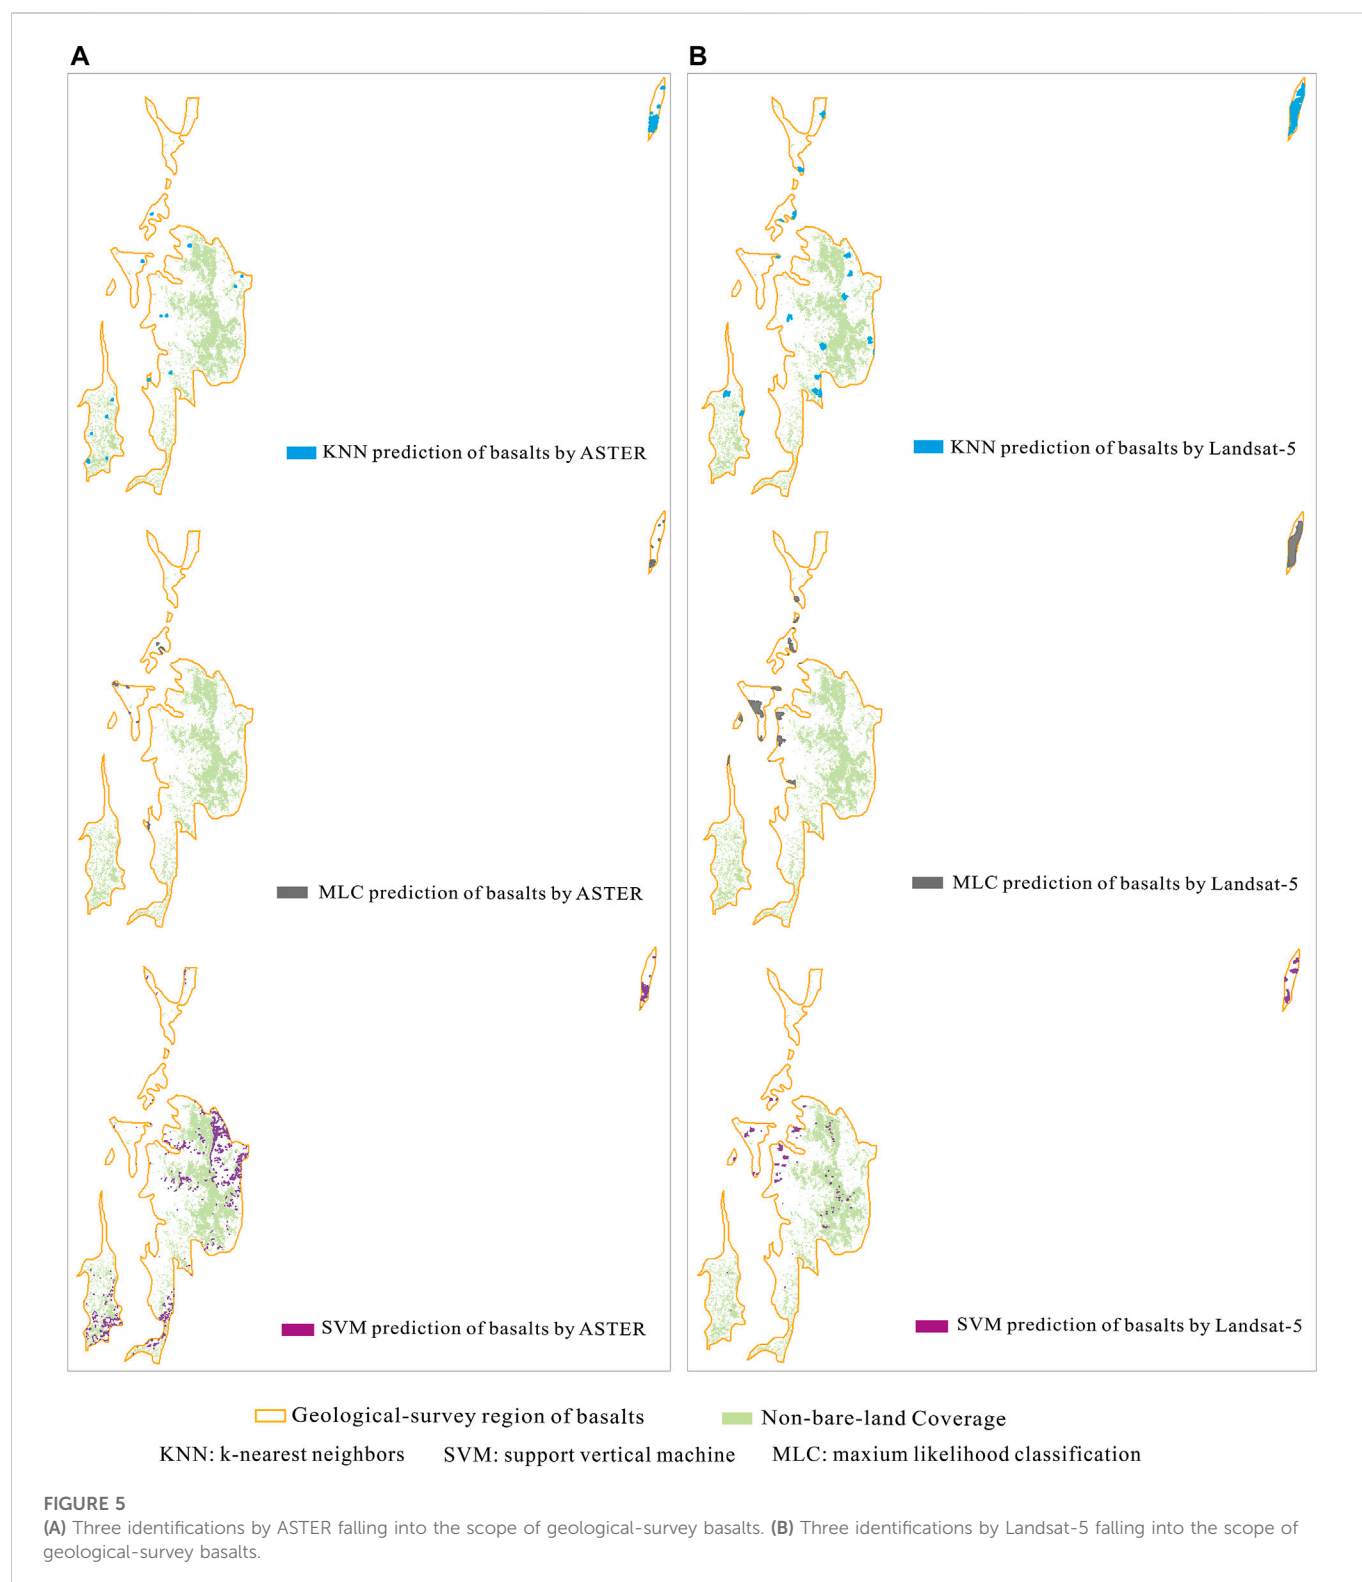 A
B
KNN prediction of basalts by ASTER
KNN prediction of basalts by Landsat-5
MLC prediction of basalts by ASTER
MLC prediction of basalts by Landsat-5
SVM prediction of basalts by ASTER
SVM prediction of basalts by Landsat-5
Geological-survey region of basalts
Non-bare-land Coverage
KNN: k-nearest neighbors SVM: support vertical machine MLC: maxium likelihood classification
FIGURE 5
(A) Three identifications by ASTER falling into the scope of geological-survey basalts. (B) Three identifications by Landsat-5 falling into the scope of
geological-survey basalts.